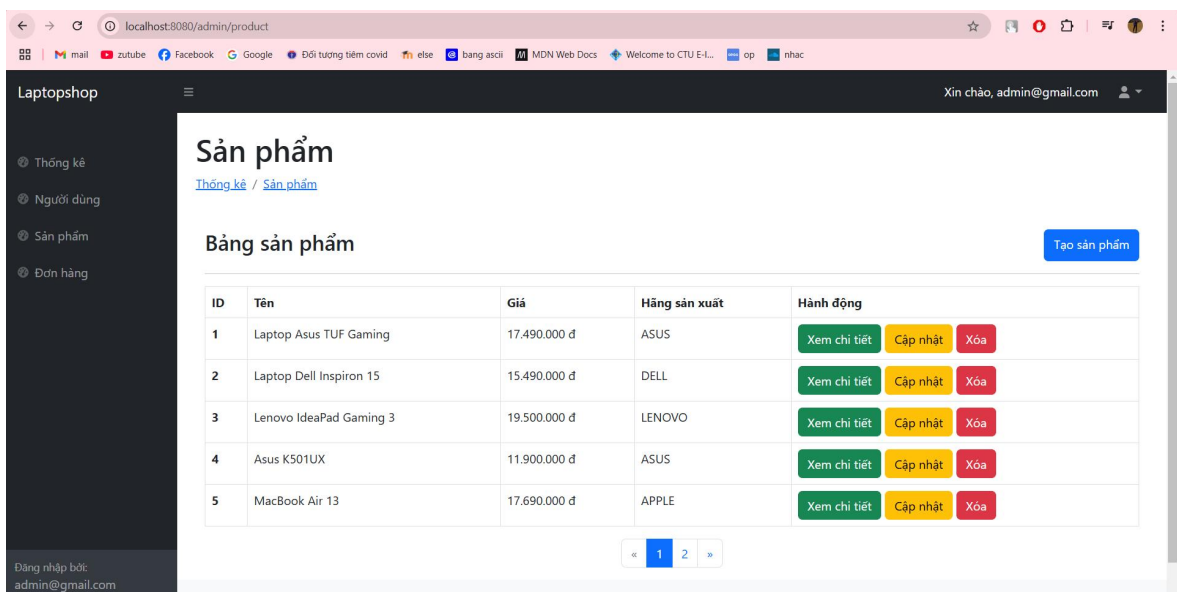 localhost:8080/admin/product
mail zutube Facebook Google Đối tượng tiêm covid else bang ascii MDN Web Docs Welcome to CTU E-l... op nhac
Laptopshop Xin chào, admin@gmail.com
Sản phẩm
Thống kê / Sản phẩm
Thống kê
Người dùng
Sản phẩm
Đơn hàng
Bảng sản phẩm Tạo sản phẩm
ID Tên Giá Hãng sản xuất Hành động
1 Laptop Asus TUF Gaming 17.490.000 đ ASUS Xem chi tiết Cập nhật Xóa
2 Laptop Dell Inspiron 15 15.490.000 đ DELL Xem chi tiết Cập nhật Xóa
3 Lenovo IdeaPad Gaming 3 19.500.000 đ LENOVO Xem chi tiết Cập nhật Xóa
4 Asus K501UX 11.900.000 đ ASUS Xem chi tiết Cập nhật Xóa
5 MacBook Air 13 17.690.000 đ APPLE Xem chi tiết Cập nhật Xóa
« 1 2 »
Đăng nhập bởi:
admin@gmail.com